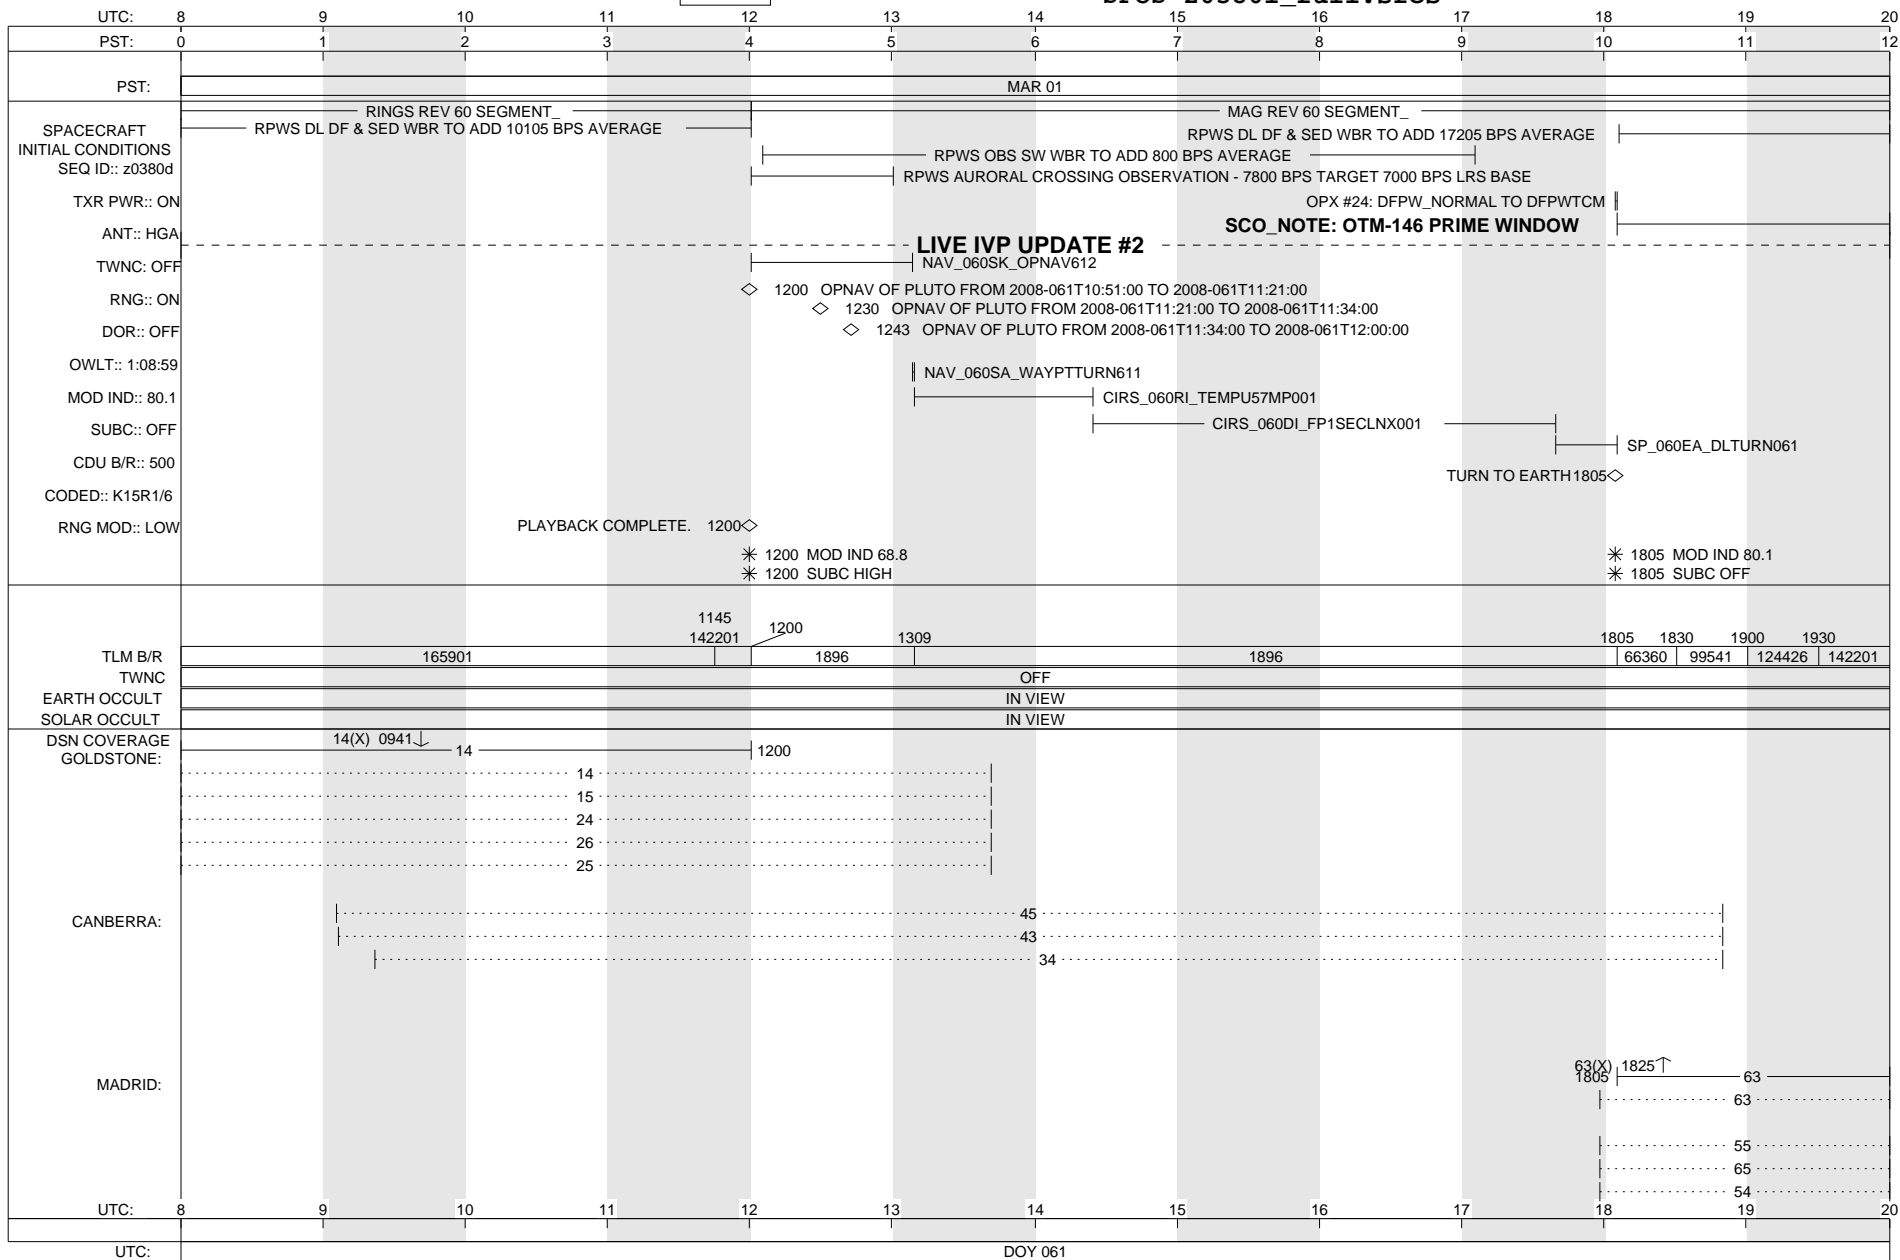 UTC: 8 9 10 11 12 13 14 15 16 17 18 19 20
PST: 0 1 2 3 4 5 6 7 8 9 10 11 12
PST: MAR 01
RINGS REV 60 SEGMENT_ MAG REV 60 SEGMENT_
SPACECRAFT
INITIAL CONDITIONS
SEQ ID:: z0380d
TXR PWR:: ON
ANT:: HGA
TWNC: OFF
RNG:: ON
DOR:: OFF
OWLT:: 1:08:59
MOD IND:: 80.1
SUBC:: OFF
CDU B/R:: 500
CODED:: K15R1/6
RNG MOD:: LOW
RPWS DL DF & SED WBR TO ADD 10105 BPS AVERAGE
RPWS DL DF & SED WBR TO ADD 17205 BPS AVERAGE
RPWS OBS SW WBR TO ADD 800 BPS AVERAGE
RPWS AURORAL CROSSING OBSERVATION - 7800 BPS TARGET 7000 BPS LRS BASE
OPX #24: DFPW_NORMAL TO DFPWTCM
SCO_NOTE: OTM-146 PRIME WINDOW
LIVE IVP UPDATE #2
NAV_060SK_OPNAV612
1200 OPNAV OF PLUTO FROM 2008-061T10:51:00 TO 2008-061T11:21:00
1230 OPNAV OF PLUTO FROM 2008-061T11:21:00 TO 2008-061T11:34:00
1243 OPNAV OF PLUTO FROM 2008-061T11:34:00 TO 2008-061T12:00:00
NAV_060SA_WAYPTTURN611
CIRS_060RI_TEMPU57MP001
CIRS_060DI_FP1SECLNX001
SP_060EA_DLTURN061
TURN TO EARTH 1805
PLAYBACK COMPLETE. 1200
1200 MOD IND 68.8 1805 MOD IND 80.1
1200 SUBC HIGH 1805 SUBC OFF
1145
142201 1200 1309 1805 1830 1900 1930
TLM B/R 165901 1896 1896 66360 99541 124426 142201
TWNC OFF
EARTH OCCULT IN VIEW
SOLAR OCCULT IN VIEW
DSN COVERAGE
GOLDSTONE:
14(X) 0941
14 1200
14
15
24
26
25
CANBERRA:
45
43
34
MADRID:
63(X) 1825
1805 63
63
55
65
54
UTC: 8 9 10 11 12 13 14 15 16 17 18 19 20
UTC: DOY 061